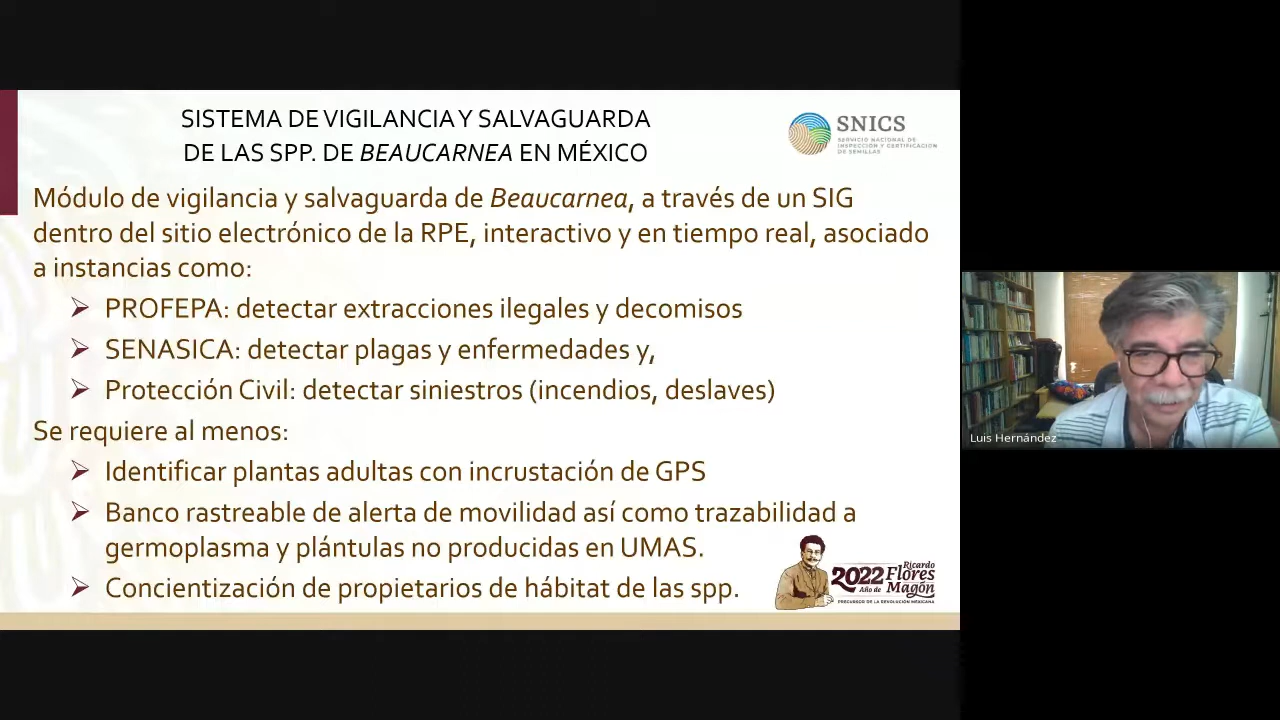 SISTEMA DE VIGILANCIA Y SALVAGUARDA
DE LAS SPP. DE BEAUCARNEA EN MÉXICO
SNICS
SERVICIO NACIONAL DE
INSPECCIÓN Y CERTIFICACIÓN
DE SEMILLAS
Módulo de vigilancia y salvaguarda de Beaucarnea, a través de un SIG
dentro del sitio electrónico de la RPE, interactivo y en tiempo real, asociado
a instancias como:
PROFEPA: detectar extracciones ilegales y decomisos
SENASICA: detectar plagas y enfermedades y,
Protección Civil: detectar siniestros (incendios, deslaves)
Se requiere al menos:
Identificar plantas adultas con incrustación de GPS
Banco rastreable de alerta de movilidad así como trazabilidad a
germoplasma y plántulas no producidas en UMAS.
Concientización de propietarios de hábitat de las spp.
2022 Ricardo
Año de Flores
Magón
PRECURSOR DE LA REVOLUCIÓN MEXICANA
Luis Hernández